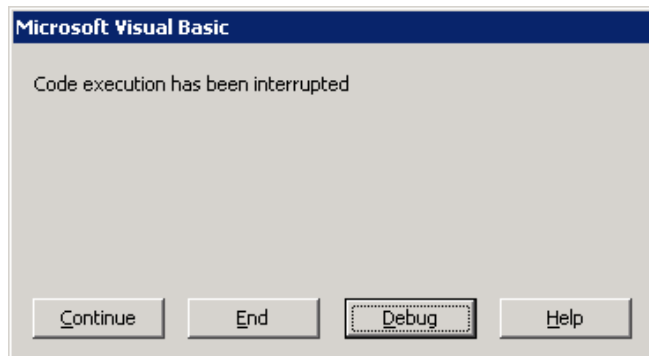 Microsoft Visual Basic
Code execution has been interrupted
Continue End Debug Help